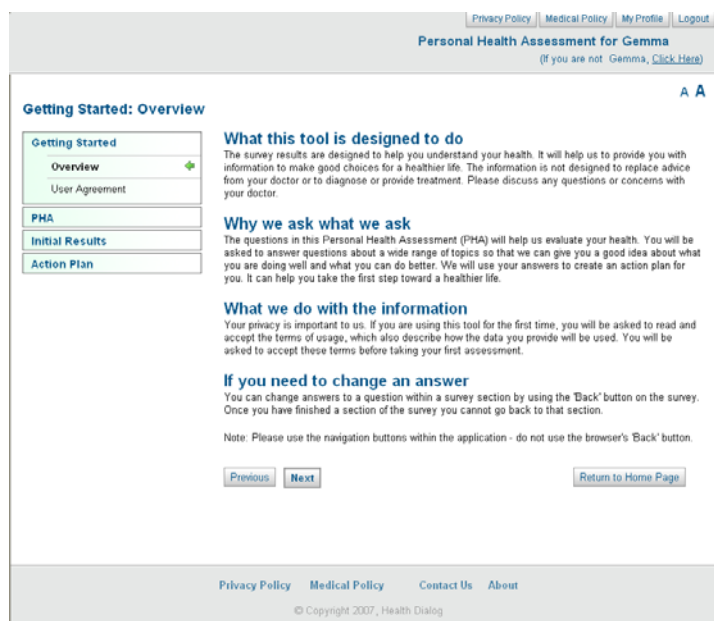 Privacy Policy Medical Policy My Profile Logout
Personal Health Assessment for Gemma
(If you are not Gemma, Click Here)
A A
Getting Started: Overview
Getting Started
Overview
User Agreement
PHA
Initial Results
Action Plan
What this tool is designed to do
The survey results are designed to help you understand your health. It will help us to provide you with
information to make good choices for a healthier life. The information is not designed to replace advice
from your doctor or to diagnose or provide treatment. Please discuss any questions or concerns with
your doctor.
Why we ask what we ask
The questions in this Personal Health Assessment (PHA) will help us evaluate your health. You will be
asked to answer questions about a wide range of topics so that we can give you a good idea about what
you are doing well and what you can do better. We will use your answers to create an action plan for
you. It can help you take the first step toward a healthier life.
What we do with the information
Your privacy is important to us. If you are using this tool for the first time, you will be asked to read and
accept the terms of usage, which also describe how the data you provide will be used. You will be
asked to accept these terms before taking your first assessment.
If you need to change an answer
You can change answers to a question within a survey section by using the 'Back' button on the survey.
Once you have finished a section of the survey you cannot go back to that section.
Note: Please use the navigation buttons within the application - do not use the browser's 'Back' button.
Previous Next Return to Home Page
Privacy Policy Medical Policy Contact Us About
© Copyright 2007, Health Dialog